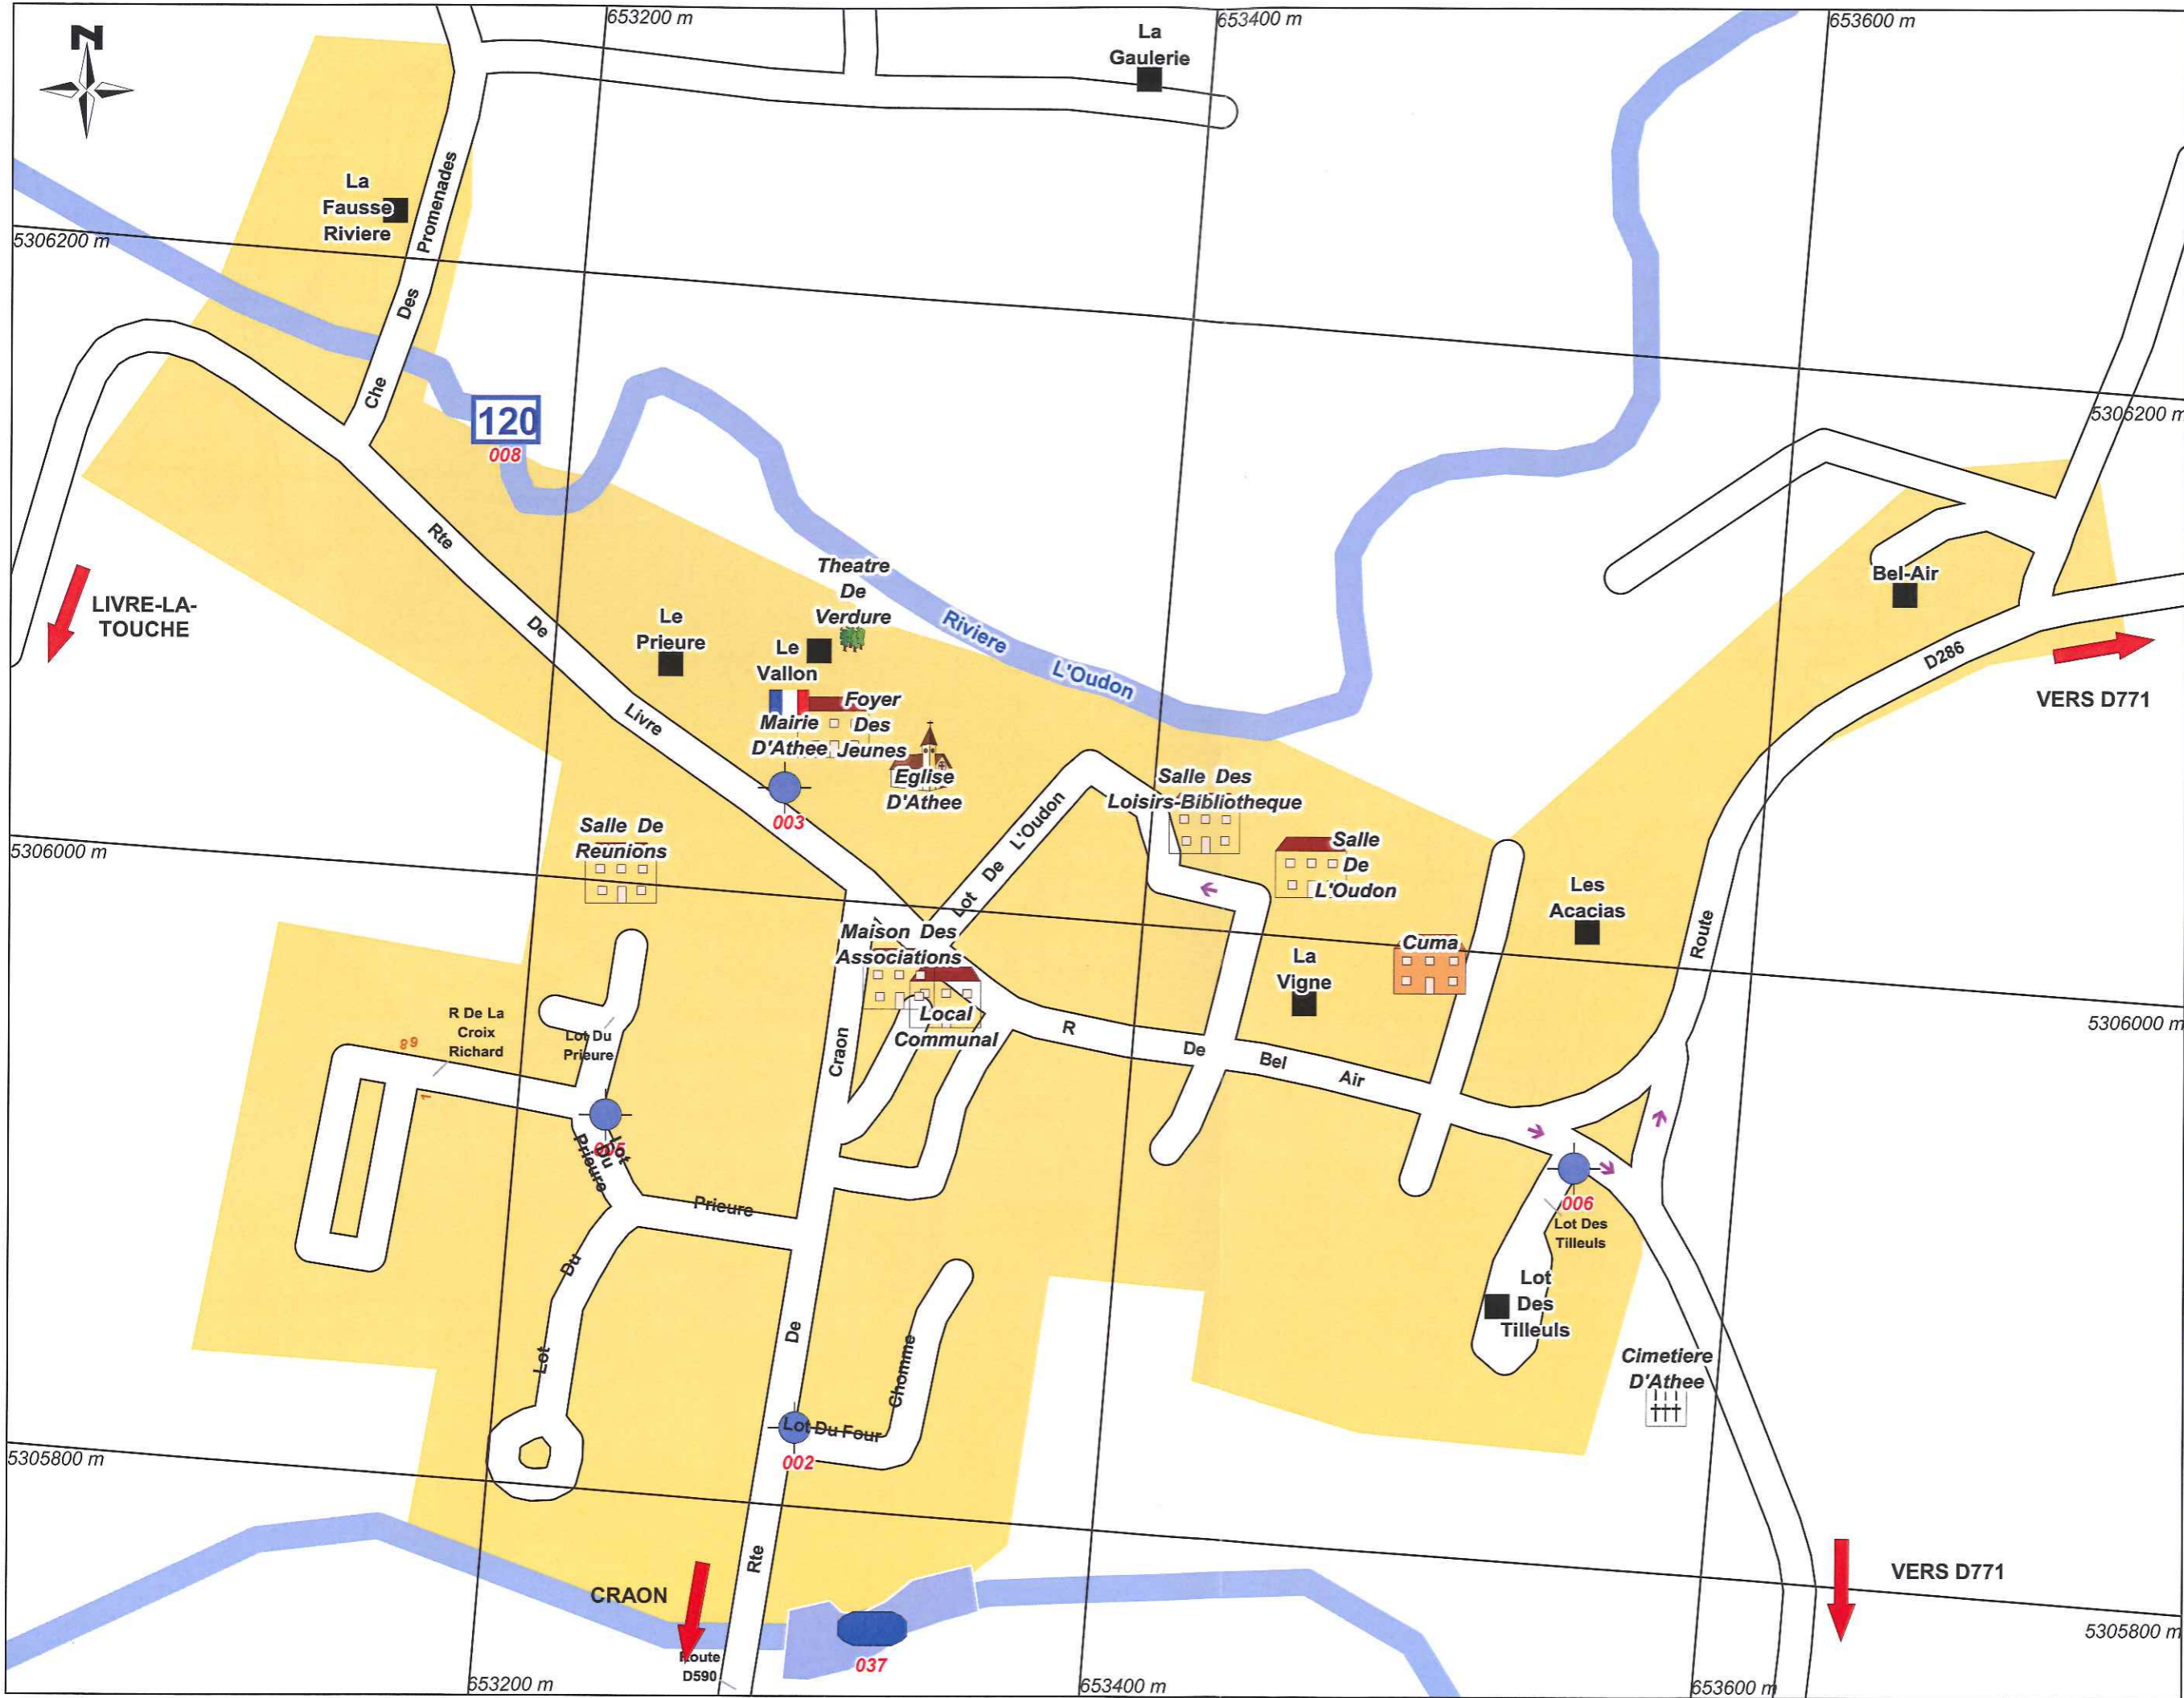 653200 m
653400 m
653600 m
N
La
Gaulerie
La
Fausse
Riviere
Che Des Promenades
5306200 m
5306200 m
120
008
Rte De Livre
LIVRE-LA-
TOUCHE
Theatre
De
Verdure
Le
Prieure
Le
Vallon
Riviere L'Oudon
Bel-Air
D286
VERS D771
Mairie
D'Athee
Foyer
Des
Jeunes
Eglise
D'Athee
003
Salle De
Reunions
Lot De L'Oudon
Salle Des
Loisirs-Bibliotheque
Salle
De
L'Oudon
5306000 m
Les
Acacias
Route
Maison Des
Associations
La
Vigne
Cuma
Local
Communal
R De La
Croix
Richard
Lot Du
Prieure
89
1
005
Lot
Du
Prieure
Craon
R De Bel Air
5306000 m
006
Lot Des
Tilleuls
Prieure
Du
Lot
De
Chomme
Lot Du Four
002
Lot
Des
Tilleuls
Cimetiere
D'Athee
5305800 m
Rte
CRAON
VERS D771
5305800 m
Route
D590
037
653200 m
653400 m
653600 m